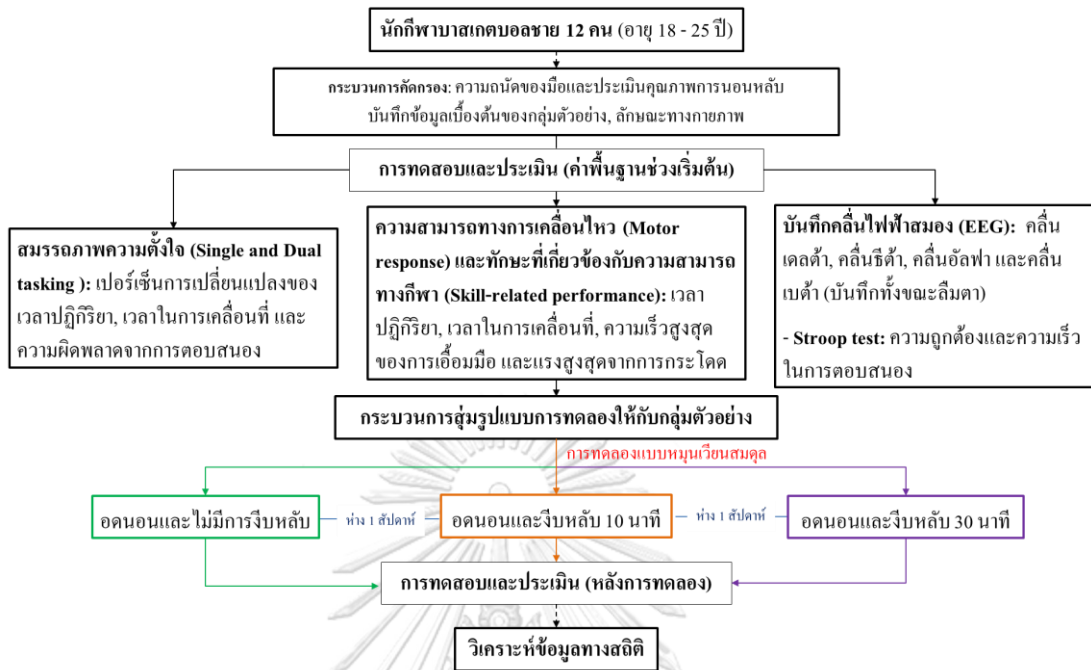 นักกีฬาบาสเกตบอลชาย 12 คน (อายุ 18 - 25 ปี)
กระบวนการคัดกรอง: ความถนัดของมือและประเมินคุณภาพการนอนหลับ
บันทึกข้อมูลเบื้องต้นของกลุ่มตัวอย่าง, ลักษณะทางกายภาพ
การทดสอบและประเมิน (ค่าพื้นฐานช่วงเริ่มต้น)
สมรรถภาพความตั้งใจ (Single and Dual
tasking ): เปอร์เซ็นการเปลี่ยนแปลงของ
เวลาปฏิกิริยา, เวลาในการเคลื่อนที่ และ
ความผิดพลาดจากการตอบสนอง
ความสามารถทางการเคลื่อนไหว (Motor
response) และทักษะที่เกี่ยวข้องกับความสามารถ
ทางกีฬา (Skill-related performance): เวลา
ปฏิกิริยา, เวลาในการเคลื่อนที่, ความเร็วสูงสุด
ของการเอื้อมมือ และแรงสูงสุดจากการกระโดด
บันทึกคลื่นไฟฟ้าสมอง (EEG): คลื่น
เดลต้า, คลื่นธีต้า, คลื่นอัลฟา และคลื่น
เบต้า (บันทึกทั้งขณะลืมตา)
- Stroop test: ความถูกต้องและความเร็ว
ในการตอบสนอง
กระบวนการสุ่มรูปแบบการทดลองให้กับกลุ่มตัวอย่าง
การทดลองแบบหมุนเวียนสมดุล
อดนอนและไม่มีการงีบหลับ
ห่าง 1 สัปดาห์
อดนอนและงีบหลับ 10 นาที
ห่าง 1 สัปดาห์
อดนอนและงีบหลับ 30 นาที
การทดสอบและประเมิน (หลังการทดลอง)
วิเคราะห์ข้อมูลทางสถิติ